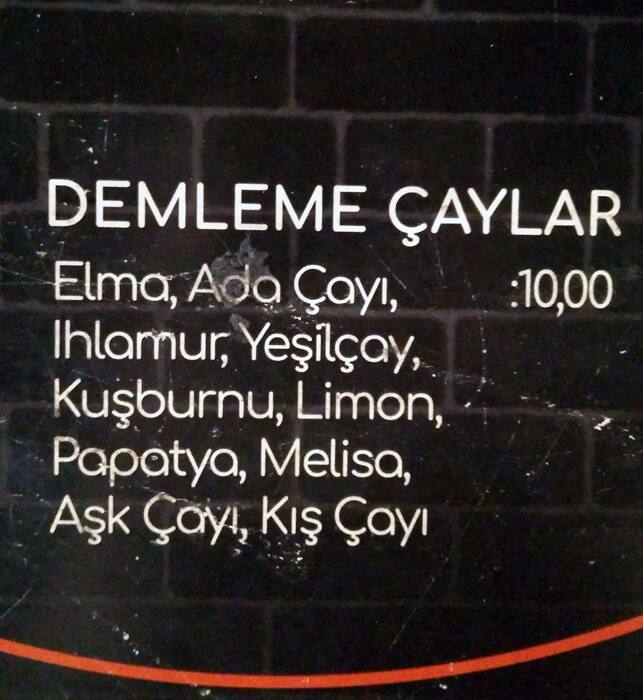 DEMLEME ÇAYLAR
Elma, Ada Çayı, :10,00
Ihlamur, Yeşilçay,
Kuşburnu, Limon,
Papatya, Melisa,
Aşk Çayı, Kış Çayı